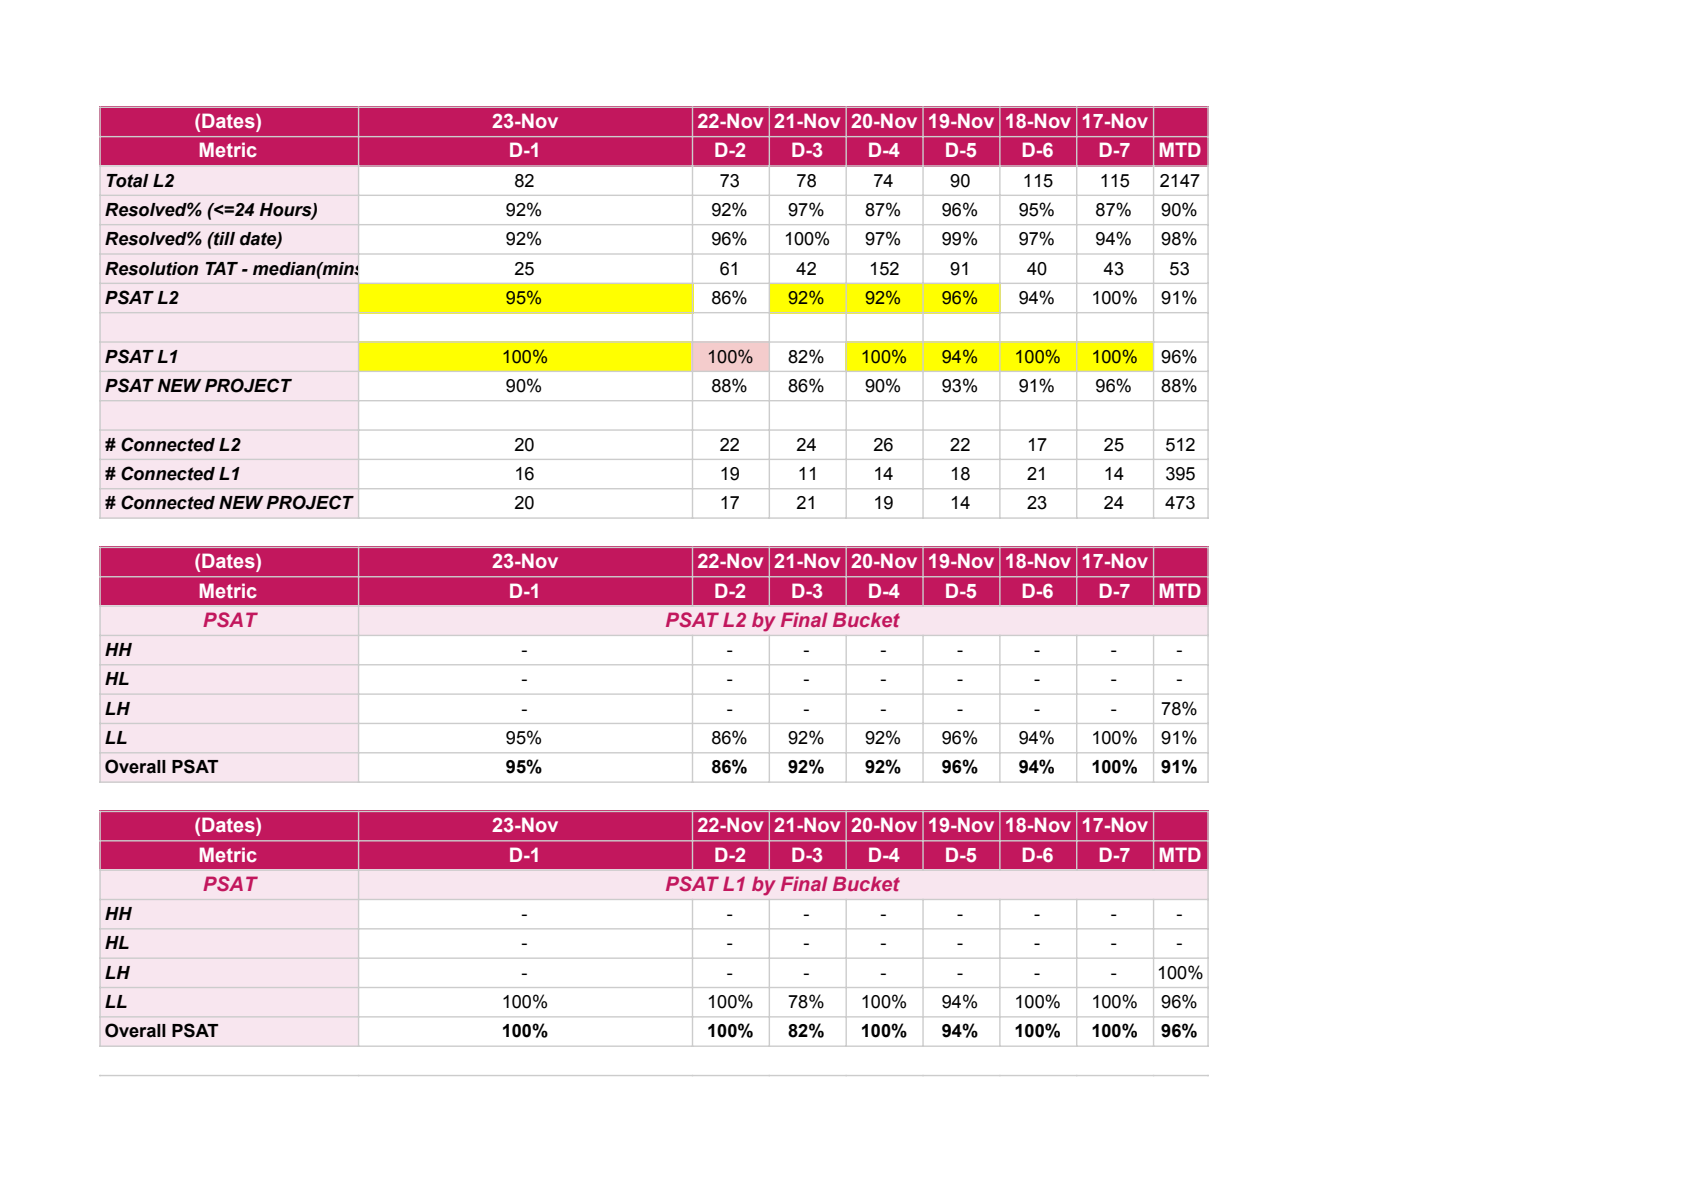 (Dates) 23-Nov 22-Nov 21-Nov 20-Nov 19-Nov 18-Nov 17-Nov
Metric D-1 D-2 D-3 D-4 D-5 D-6 D-7 MTD
Total L2 82 73 78 74 90 115 115 2147
Resolved% (<=24 Hours) 92% 92% 97% 87% 96% 95% 87% 90%
Resolved% (till date) 92% 96% 100% 97% 99% 97% 94% 98%
Resolution TAT - median(mins 25 61 42 152 91 40 43 53
PSAT L2 95% 86% 92% 92% 96% 94% 100% 91%
PSAT L1 100% 100% 82% 100% 94% 100% 100% 96%
PSAT NEW PROJECT 90% 88% 86% 90% 93% 91% 96% 88%
# Connected L2 20 22 24 26 22 17 25 512
# Connected L1 16 19 11 14 18 21 14 395
# Connected NEW PROJECT 20 17 21 19 14 23 24 473
(Dates) 23-Nov 22-Nov 21-Nov 20-Nov 19-Nov 18-Nov 17-Nov
Metric D-1 D-2 D-3 D-4 D-5 D-6 D-7 MTD
PSAT PSAT L2 by Final Bucket
HH - - - - - - - -
HL - - - - - - - -
LH - - - - - - - 78%
LL 95% 86% 92% 92% 96% 94% 100% 91%
Overall PSAT 95% 86% 92% 92% 96% 94% 100% 91%
(Dates) 23-Nov 22-Nov 21-Nov 20-Nov 19-Nov 18-Nov 17-Nov
Metric D-1 D-2 D-3 D-4 D-5 D-6 D-7 MTD
PSAT PSAT L1 by Final Bucket
HH - - - - - - - -
HL - - - - - - - -
LH - - - - - - - 100%
LL 100% 100% 78% 100% 94% 100% 100% 96%
Overall PSAT 100% 100% 82% 100% 94% 100% 100% 96%